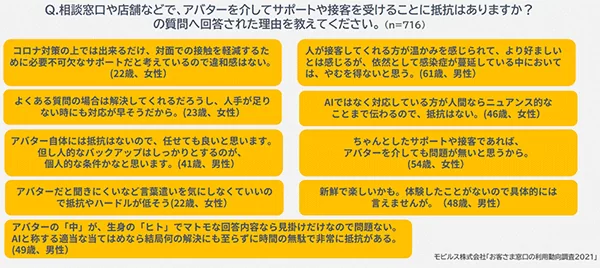 Q.相談窓口や店舗などで、アバターを介してサポートや接客を受けることに抵抗はありますか？
の質問へ回答された理由を教えてください。（n=716）
コロナ対策の上では出来るだけ、対面での接触を軽減するた
めに必要不可欠なサポートだと考えているので違和感はない。
（22歳、女性）
人が接客してくれる方が温かみを感じられて、より好ましい
とは感じるが、依然として感染症が蔓延している中において
は、やむを得ないと思う。（61歳、男性）
よくある質問の場合は解決してくれるだろうし、人手が足り
ない時にも対応が早そうだから。（23歳、女性）
AIではなく対応している方が人間ならニュアンス的な
ことまで伝わるので、抵抗はない。（46歳、女性）
アバター自体には抵抗はないので、任せても良いと思います。
但し人的なバックアップはしっかりとするのが、
個人的な条件かなと思います。（41歳、男性）
ちゃんとしたサポートや接客であれば、
アバターを介しても問題が無いと思うから。
（54歳、女性）
アバターだと聞きにくいなど言葉遣いを気にしなくていい
ので抵抗やハードルが低そう（22歳、女性）
新鮮で楽しいかも。体験したことがないので具体的には
言えませんが。（48歳、男性）
アバターの「中」が、生身の「ヒト」でマトモな回答内容なら見掛けだけなので問題ない。
AIと称する適当な当てはめなら結局何の解決にも至らずに時間の無駄で非常に抵抗がある。
（49歳、男性）
モビルス株式会社「お客さま窓口の利用動向調査2021」